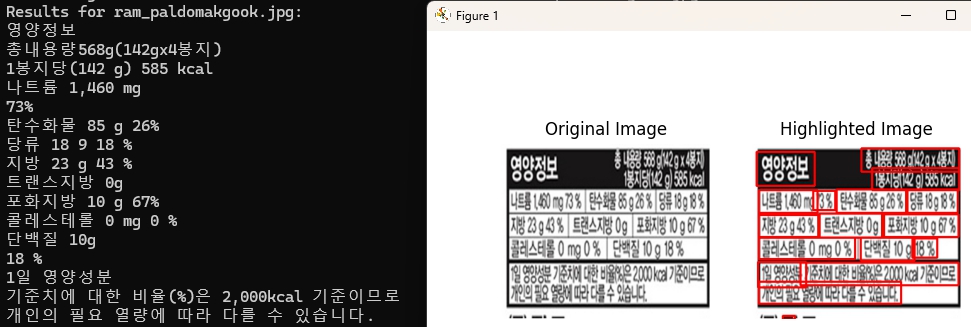 Results for ram_paldomakgook.jpg:
영양정보
총내용량568g(142gx4봉지)
1봉지당(142 g) 585 kcal
나트륨 1,460 mg
73%
탄수화물 85 g 26%
당류 18 9 18 %
지방 23 g 43 %
트랜스지방 0g
포화지방 10 g 67%
콜레스테롤 0 mg 0 %
단백질 10g
18 %
1일 영양성분
기준치에 대한 비율(%)은 2,000kcal 기준이므로
개인의 필요 열량에 따라 다를 수 있습니다.
Figure 1
Original Image
영양정보
총 내용량 568 g(142 g x 4봉지)
1봉지당(142 g) 585 kcal
나트륨 1,460 mg 73 % 탄수화물 85 g 26 % 당류 18 g 18 %
지방 23 g 43 % 트랜스지방 0 g 포화지방 10 g 67 %
콜레스테롤 0 mg 0 % 단백질 10 g 18 %
1일 영양성분 기준치에 대한 비율(%)은 2,000 kcal 기준이므로
개인의 필요 열량에 따라 다를 수 있습니다.
Highlighted Image
영양정보
총 내용량 568 g(142 g x 4봉지)
1봉지당(142 g) 585 kcal
나트륨 1,460 mg 73 % 탄수화물 85 g 26 % 당류 18 g 18 %
지방 23 g 43 % 트랜스지방 0 g 포화지방 10 g 67 %
콜레스테롤 0 mg 0 % 단백질 10 g 18 %
1일 영양성분 기준치에 대한 비율(%)은 2,000 kcal 기준이므로
개인의 필요 열량에 따라 다를 수 있습니다.